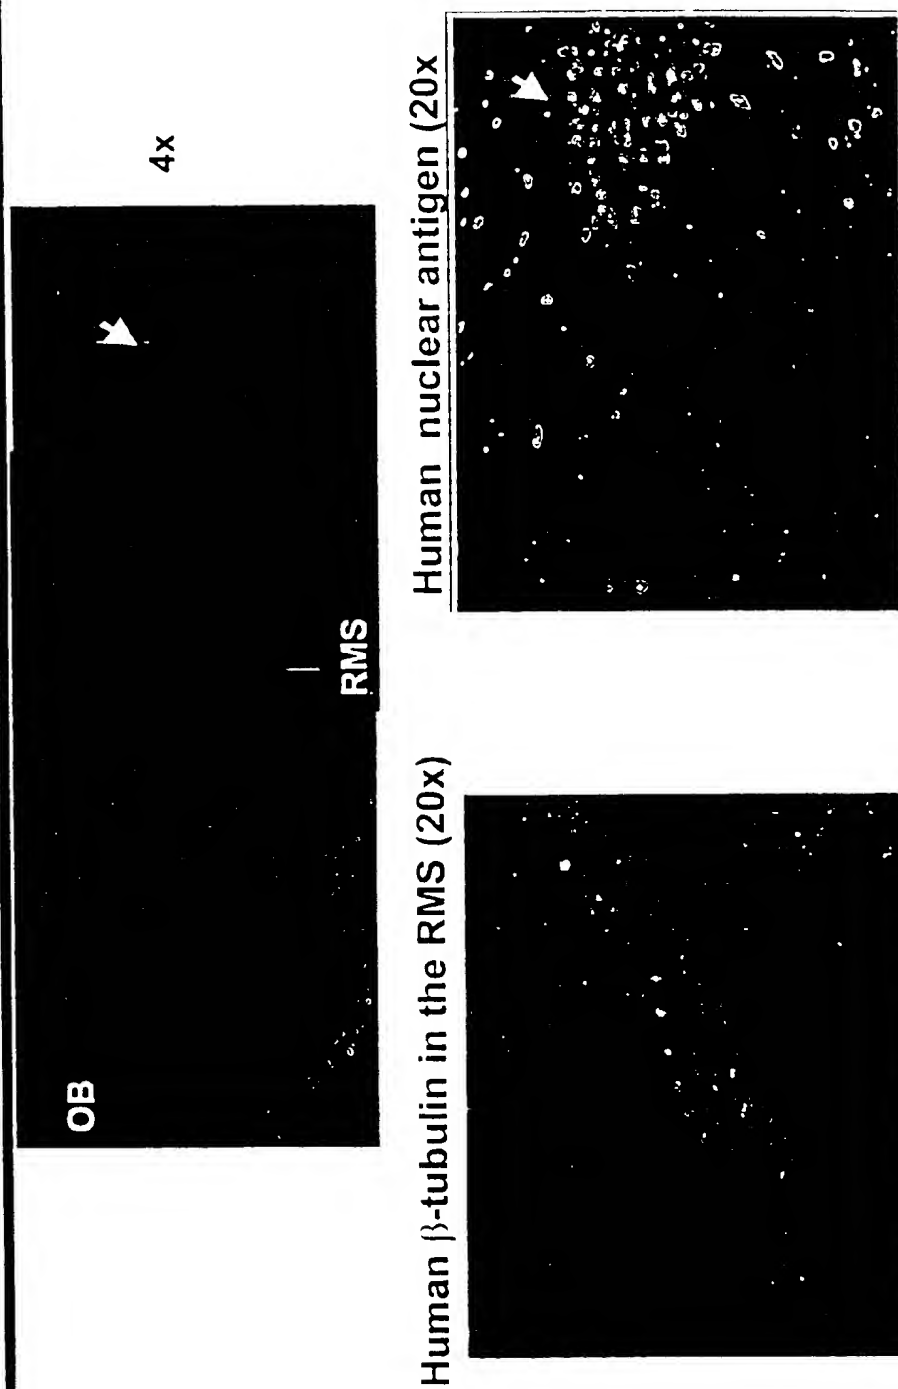 4x
OB
RMS
Human β-tubulin in the RMS (20x)
Human nuclear antigen (20x